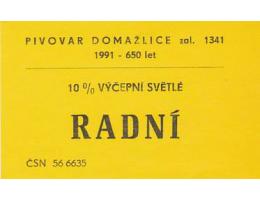 PIVOVAR DOMAŽLICE zal. 1341
1991 - 650 let
10 % VÝČEPNÍ SVĚTLÉ
RADNÍ
ČSN 56 6635